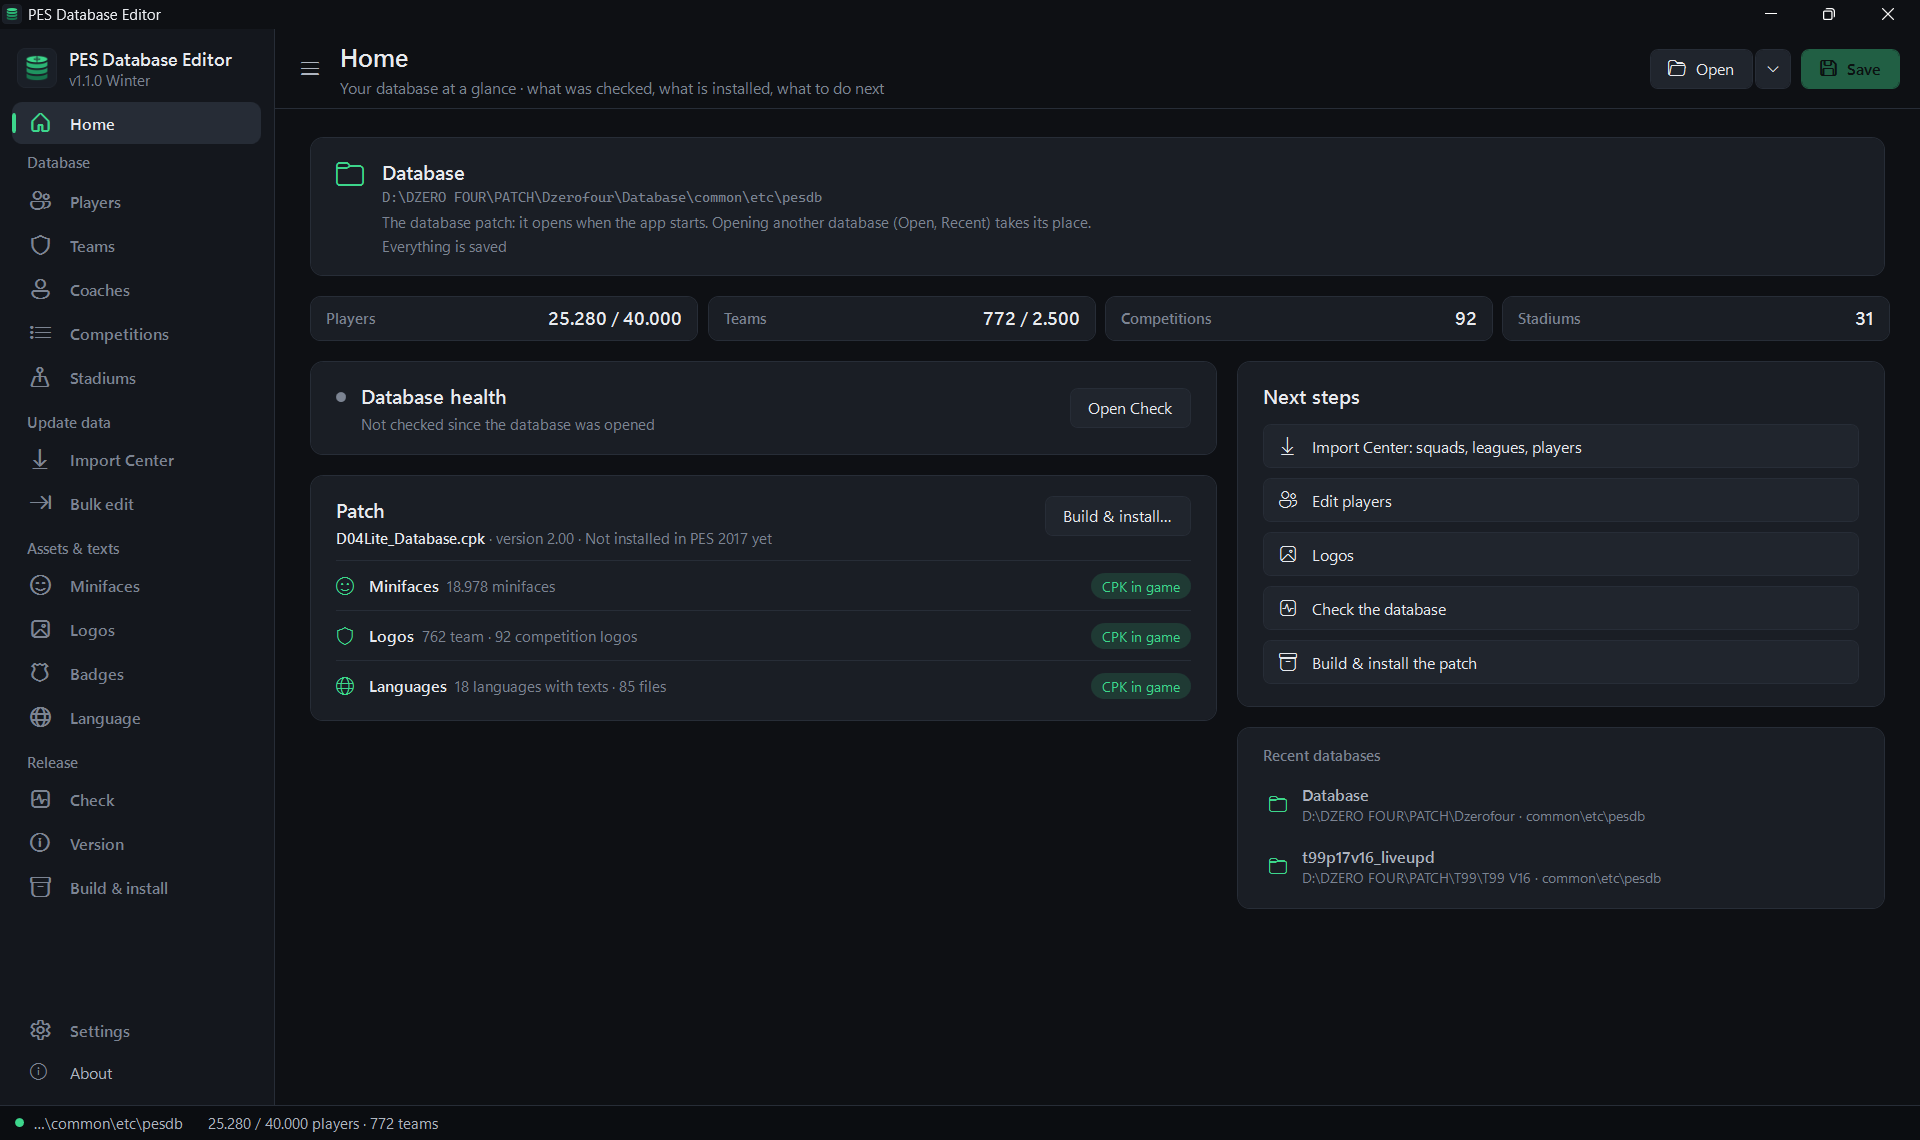 PES Database Editor
PES Database Editor
v1.1.0 Winter
Home
Database
Players
Teams
Coaches
Competitions
Stadiums
Update data
Import Center
Bulk edit
Assets & texts
Minifaces
Logos
Badges
Language
Release
Check
Version
Build & install
Settings
About
Home
Your database at a glance · what was checked, what is installed, what to do next
Open
Save
Database
D:\DZERO FOUR\PATCH\Dzerofour\Database\common\etc\pesdb
The database patch: it opens when the app starts. Opening another database (Open, Recent) takes its place.
Everything is saved
Players 25.280 / 40.000
Teams 772 / 2.500
Competitions 92
Stadiums 31
Database health
Not checked since the database was opened
Open Check
Patch
D04Lite_Database.cpk · version 2.00 · Not installed in PES 2017 yet
Build & install...
Minifaces 18.978 minifaces CPK in game
Logos 762 team · 92 competition logos CPK in game
Languages 18 languages with texts · 85 files CPK in game
Next steps
Import Center: squads, leagues, players
Edit players
Logos
Check the database
Build & install the patch
Recent databases
Database
D:\DZERO FOUR\PATCH\Dzerofour · common\etc\pesdb
t99p17v16_liveupd
D:\DZERO FOUR\PATCH\T99\T99 V16 · common\etc\pesdb
...\common\etc\pesdb 25.280 / 40.000 players · 772 teams